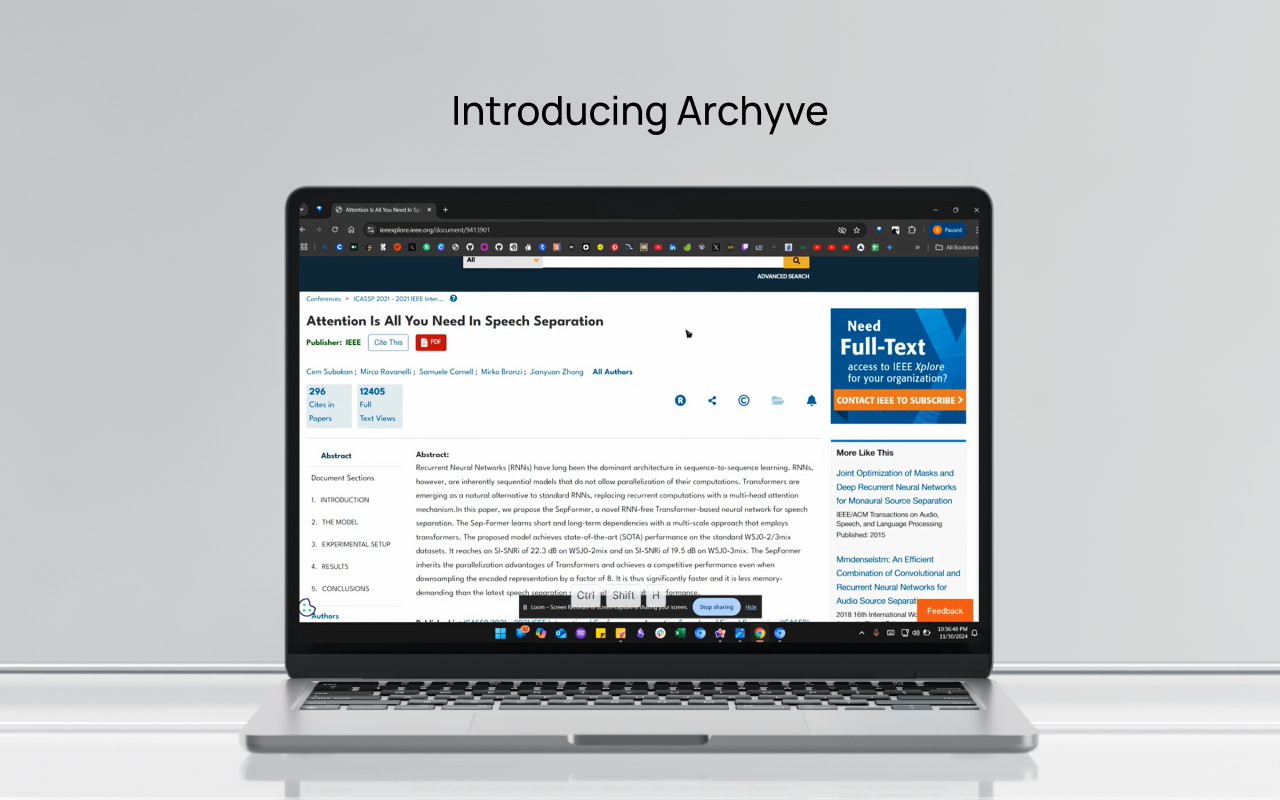 Introducing Archyve
Attention Is All You Need In Sp
ieeexplore.ieee.org/document/9413901
Paused
All Bookmark
All
ADVANCED SEARCH
Conferences > ICASSP 2021 - 2021 IEEE Inter...
Attention Is All You Need In Speech Separation
Publisher: IEEE
Cite This
PDF
Cem Subakan ; Mirco Ravanelli ; Samuele Cornell ; Mirko Bronzi ; Jianyuan Zhong All Authors
296
Cites in
Papers
12405
Full
Text Views
Need
Full-Text
access to IEEE Xplore
for your organization?
CONTACT IEEE TO SUBSCRIBE >
Abstract
Document Sections
1. INTRODUCTION
2. THE MODEL
3. EXPERIMENTAL SETUP
4. RESULTS
5. CONCLUSIONS
Authors
Abstract:
Recurrent Neural Networks (RNNs) have long been the dominant architecture in sequence-to-sequence learning. RNNs,
however, are inherently sequential models that do not allow parallelization of their computations. Transformers are
emerging as a natural alternative to standard RNNs, replacing recurrent computations with a multi-head attention
mechanism.In this paper, we propose the SepFormer, a novel RNN-free Transformer-based neural network for speech
separation. The Sep-Former learns short and long-term dependencies with a multi-scale approach that employs
transformers. The proposed model achieves state-of-the-art (SOTA) performance on the standard WSJ0-2/3mix
datasets. It reaches an SI-SNRi of 22.3 dB on WSJ0-2mix and an SI-SNRi of 19.5 dB on WSJ0-3mix. The SepFormer
inherits the parallelization advantages of Transformers and achieves a competitive performance even when
downsampling the encoded representation by a factor of 8. It is thus significantly faster and it is less memory-
demanding than the latest speech separation
Ctrl Shift H
Loom – Screen
sharing your screen.
Stop sharing
Hide
More Like This
Joint Optimization of Masks and
Deep Recurrent Neural Networks
for Monaural Source Separation
IEEE/ACM Transactions on Audio,
Speech, and Language Processing
Published: 2015
Mmdenselstm: An Efficient
Combination of Convolutional and
Recurrent Neural Networks for
Audio Source Separat
2018 16th International Wo
Feedback
10:56:48 PM
11/30/2024